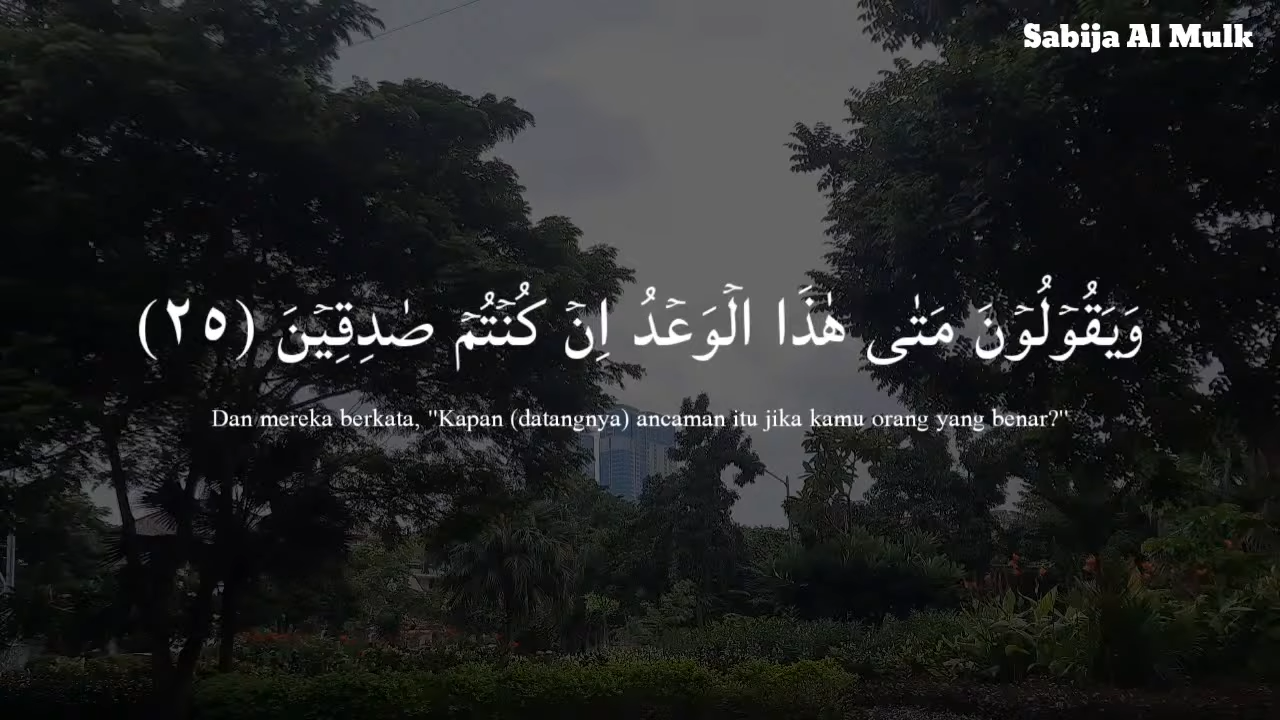 Sabija Al Mulk
وَيَقُوْلُوْنَ مَتٰى هٰذَا الْوَعْدُ اِنْ كُنْتُمْ صٰدِقِيْنَ (٢٥)
Dan mereka berkata, "Kapan (datangnya) ancaman itu jika kamu orang yang benar?"